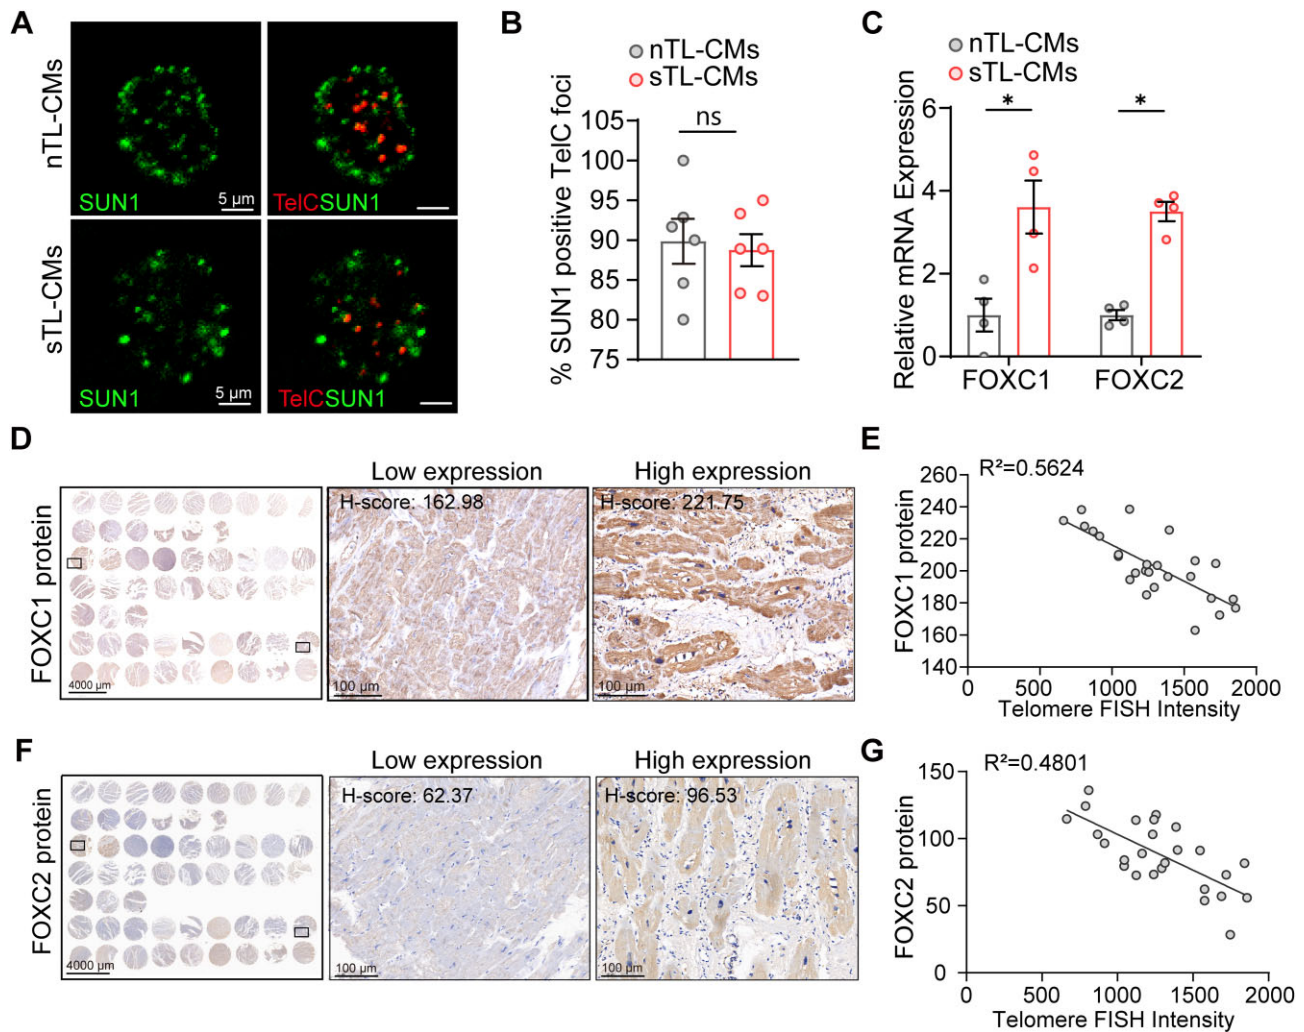 A
nTL-CMs
SUN1
5 µm
TelCSUN1
sTL-CMs
SUN1
5 µm
TelCSUN1
B
nTL-CMs
sTL-CMs
% SUN1 positive TelC foci
105
100
95
90
85
80
75
ns
C
nTL-CMs
sTL-CMs
Relative mRNA Expression
6
4
2
0
*
*
FOXC1
FOXC2
D
FOXC1 protein
4000 µm
Low expression
H-score: 162.98
100 µm
High expression
H-score: 221.75
100 µm
E
R²=0.5624
FOXC1 protein
260
240
220
200
180
160
140
0 500 1000 1500 2000
Telomere FISH Intensity
F
FOXC2 protein
4000 µm
Low expression
H-score: 62.37
100 µm
High expression
H-score: 96.53
100 µm
G
R²=0.4801
FOXC2 protein
150
100
50
0
0 500 1000 1500 2000
Telomere FISH Intensity